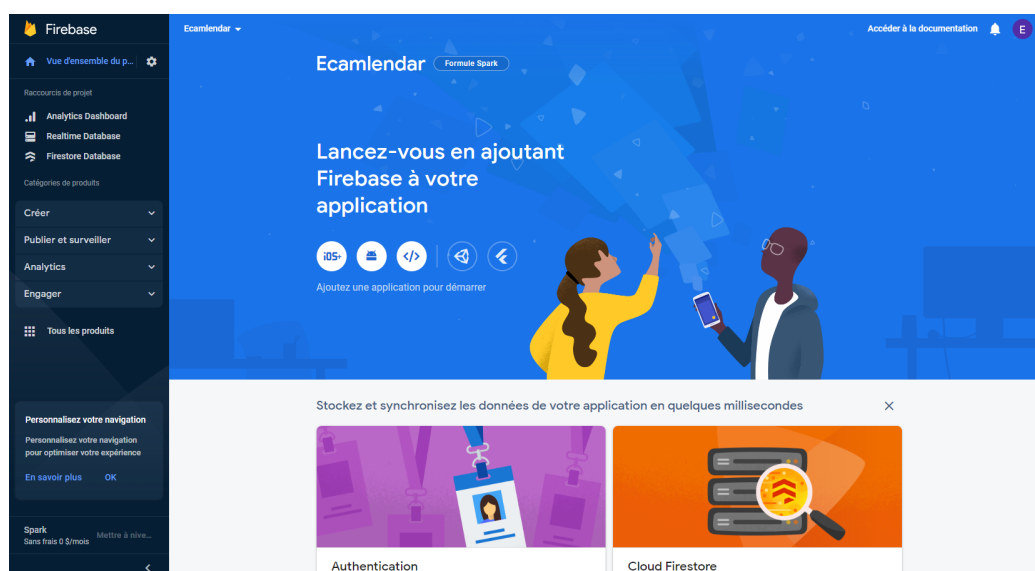 Firebase
Ecamlendar
Accéder à la documentation
E
Vue d'ensemble du p...
Raccourcis de projet
Analytics Dashboard
Realtime Database
Firestore Database
Catégories de produits
Créer
Publier et surveiller
Analytics
Engager
Tous les produits
Personnalisez votre navigation
Personnalisez votre navigation
pour optimiser votre expérience
En savoir plus OK
Spark
Sans frais 0 $/mois
Mettre à nive...
Ecamlendar Formule Spark
Lancez-vous en ajoutant
Firebase à votre
application
iOS+
Ajoutez une application pour démarrer
Stockez et synchronisez les données de votre application en quelques millisecondes
Authentication
Cloud Firestore